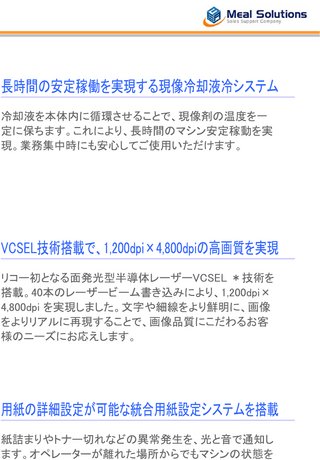 Meal Solutions
Sales Support Company
長時間の安定稼働を実現する現像冷却液冷システム
冷却液を本体内に循環させることで、現像剤の温度を一
定に保ちます。これにより、長時間のマシン安定稼動を実
現。業務集中時にも安心してご使用いただけます。
VCSEL技術搭載で、1,200dpi×4,800dpiの高画質を実現
リコー初となる面発光型半導体レーザーVCSEL ＊技術を
搭載。40本のレーザービーム書き込みにより、1,200dpi×
4,800dpi を実現しました。文字や細線をより鮮明に、画像
をよりリアルに再現することで、画像品質にこだわるお客
様のニーズにお応えします。
用紙の詳細設定が可能な統合用紙設定システムを搭載
紙詰まりやトナー切れなどの異常発生を、光と音で通知し
ます。オペレーターが離れた場所からでもマシンの状態を